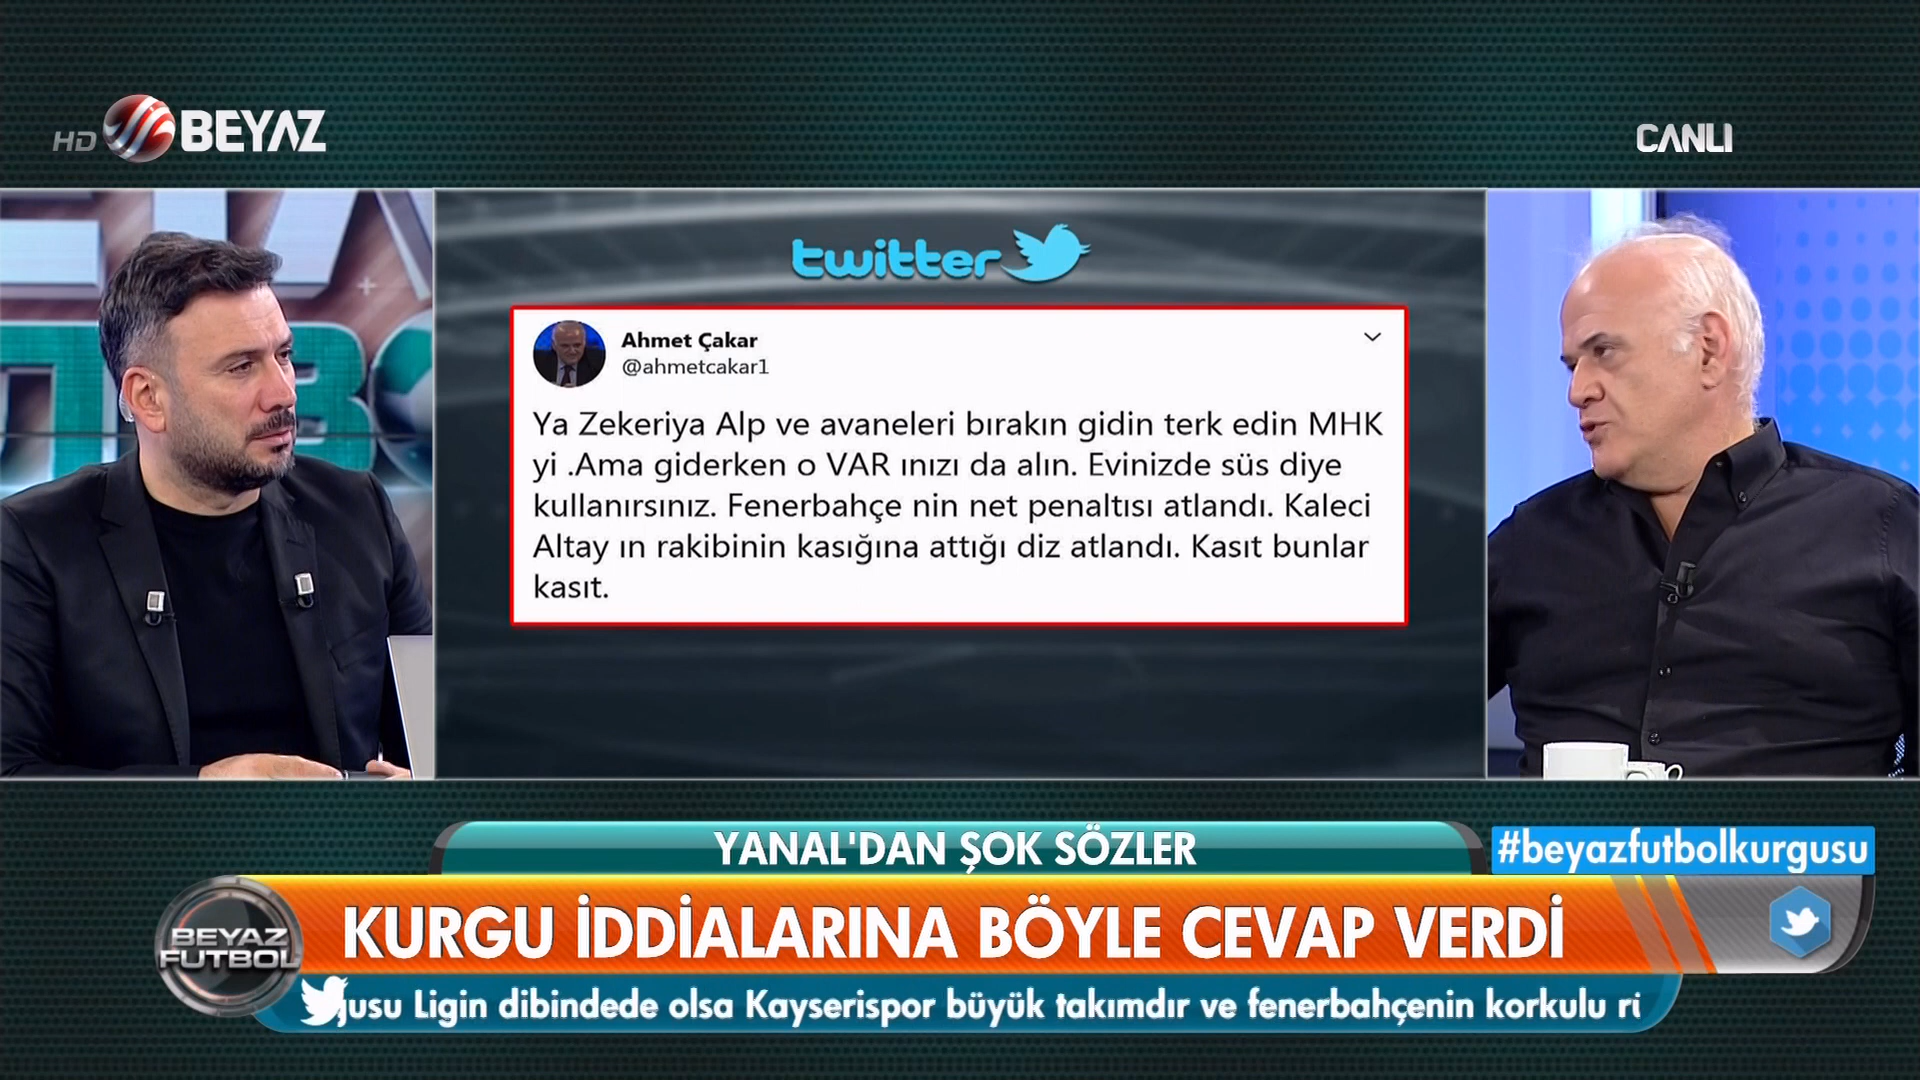 HD BEYAZ
CANLI
twitter
Ahmet Çakar
@ahmetcakar1
Ya Zekeriya Alp ve avaneleri bırakın gidin terk edin MHK
yi .Ama giderken o VAR ınızı da alın. Evinizde süs diye
kullanırsınız. Fenerbahçe nin net penaltısı atlandı. Kaleci
Altay ın rakibinin kasığına attığı diz atlandı. Kasıt bunlar
kasıt.
YANAL'DAN ŞOK SÖZLER
#beyazfutbolkurgusu
KURGU İDDİALARINA BÖYLE CEVAP VERDİ
BEYAZ
FUTBOL
Ligin dibindede olsa Kayserispor büyük takımdır ve fenerbahçenin korkulu